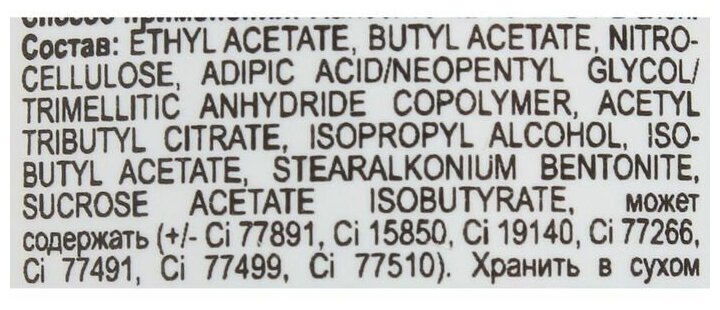 Состав: ETHYL ACETATE, BUTYL ACETATE, NITRO-
CELLULOSE, ADIPIC ACID/NEOPENTYL GLYCOL/
TRIMELLITIC ANHYDRIDE COPOLYMER, ACETYL
TRIBUTYL CITRATE, ISOPROPYL ALCOHOL, ISO-
BUTYL ACETATE, STEARALKONIUM BENTONITE,
SUCROSE ACETATE ISOBUTYRATE, может
содержать (+/- Ci 77891, Ci 15850, Ci 19140, Ci 77266,
Ci 77491, Ci 77499, Ci 77510). Хранить в сухом